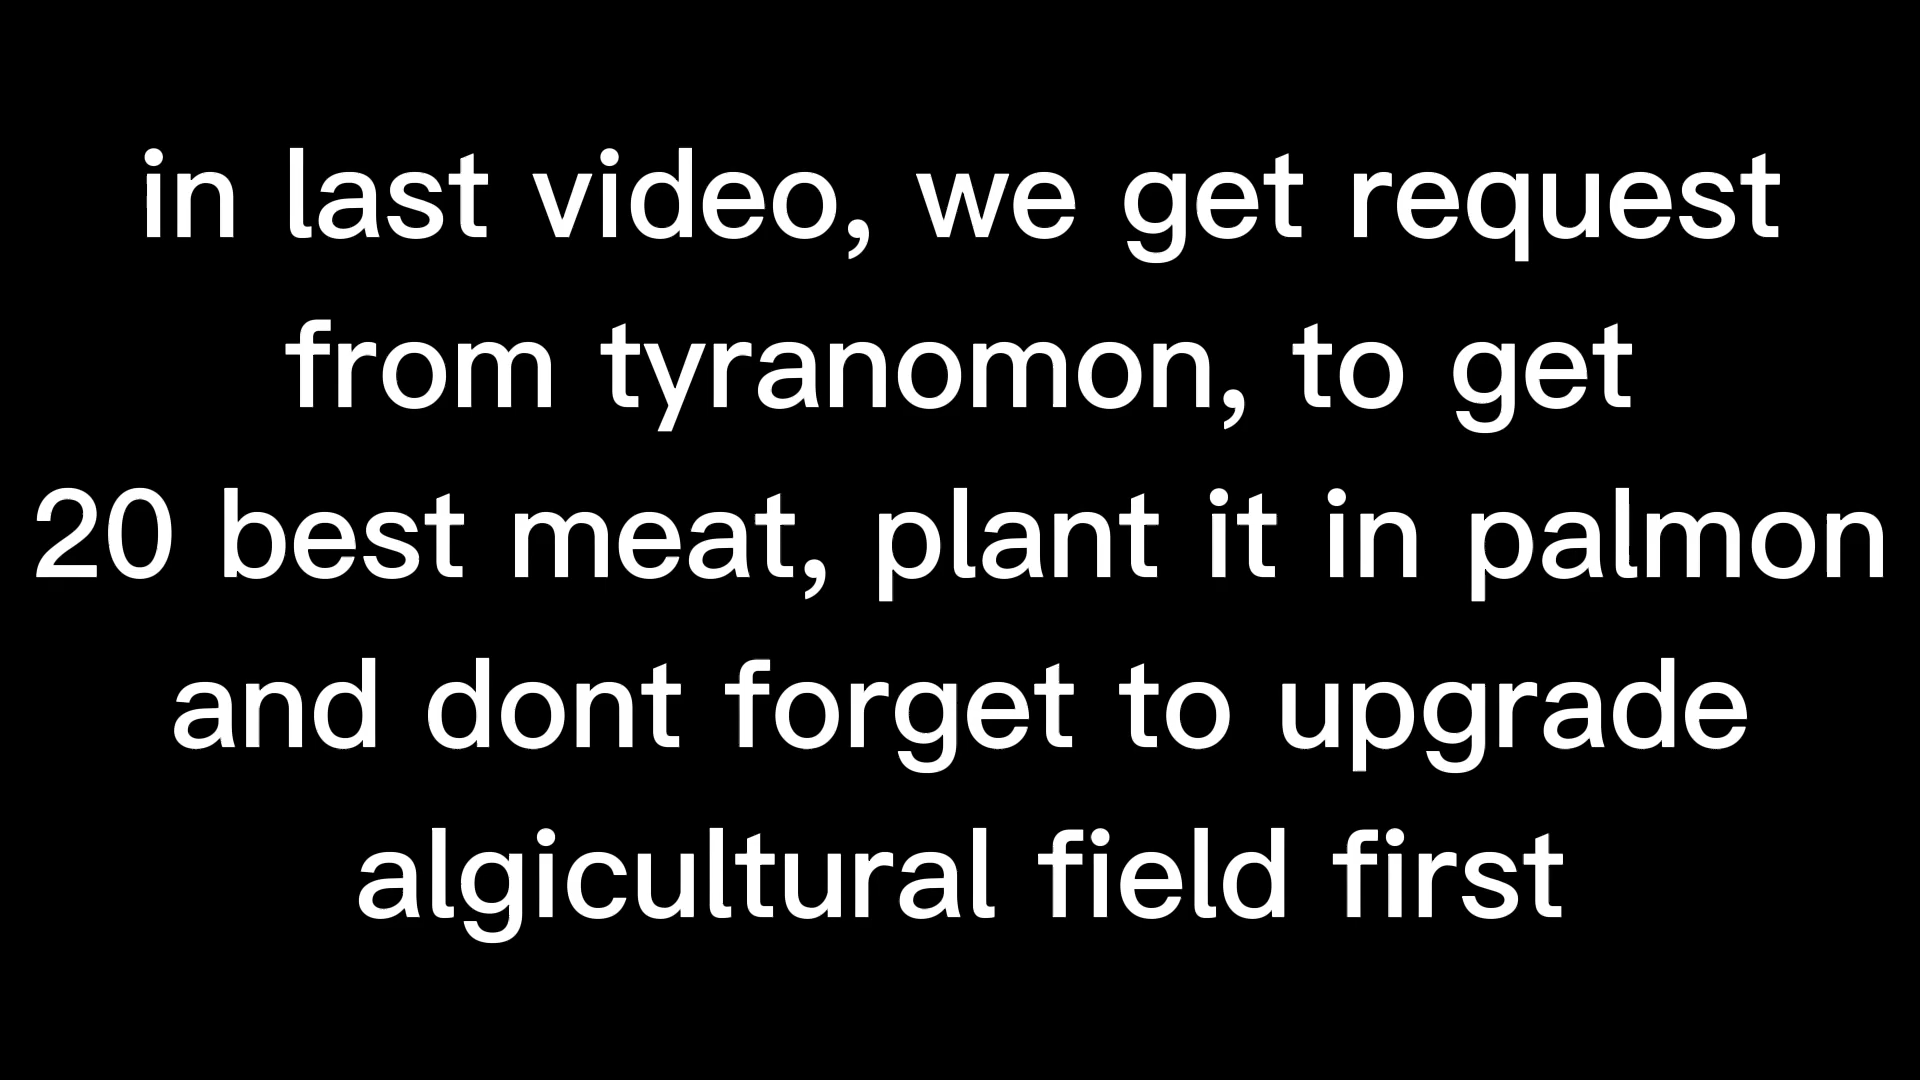 in last video, we get request
from tyranomon, to get
20 best meat, plant it in palmon
and dont forget to upgrade
algicultural field first